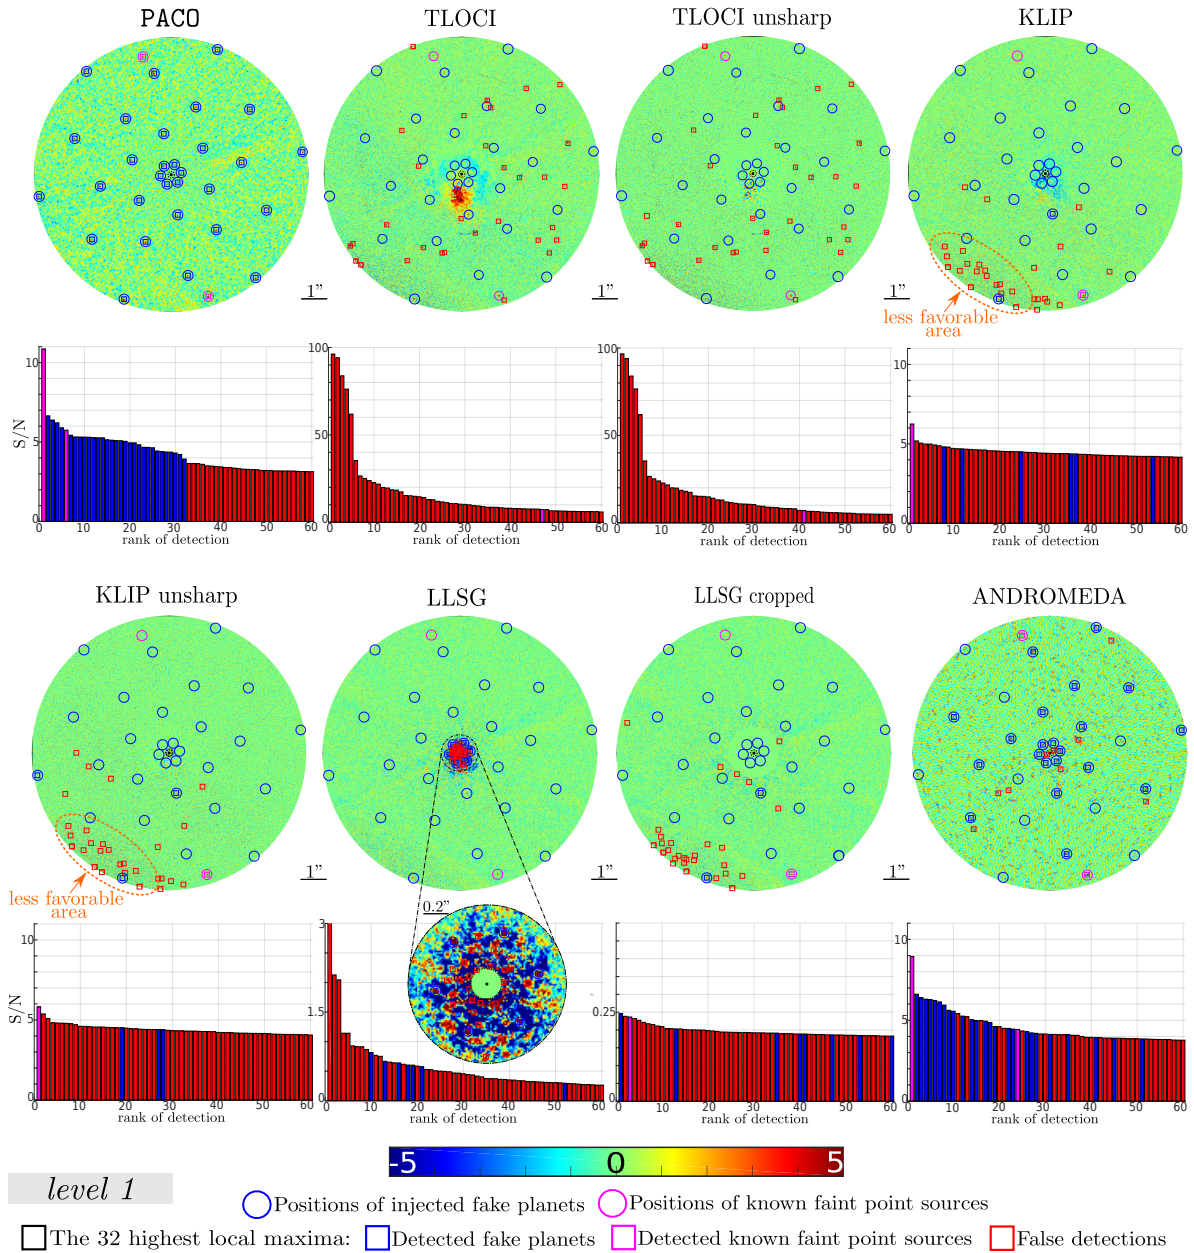 PACO
TLOCI
TLOCI unsharp
KLIP
1”
1”
1”
less favorable
area
S/N
10
5
0
0 10 20 30 40 50 60
rank of detection
100
50
0 10 20 30 40 50 60
rank of detection
100
50
0
0 10 20 30 40 50 60
rank of detection
10
5
0
0 10 20 30 40 50 60
rank of detection
KLIP unsharp
LLSG
LLSG cropped
ANDROMEDA
1”
1”
1”
less favorable
area
0.2”
S/N
10
5
0
0 10 20 30 40 50 60
rank of detection
3
1.5
0
0 10 20 30 40 50 60
rank of detection
0.25
0
0 10 20 30 40 50 60
rank of detection
10
5
0
0 10 20 30 40 50 60
rank of detection
-5 0 5
level 1
Positions of injected fake planets
Positions of known faint point sources
The 32 highest local maxima:
Detected fake planets
Detected known faint point sources
False detections